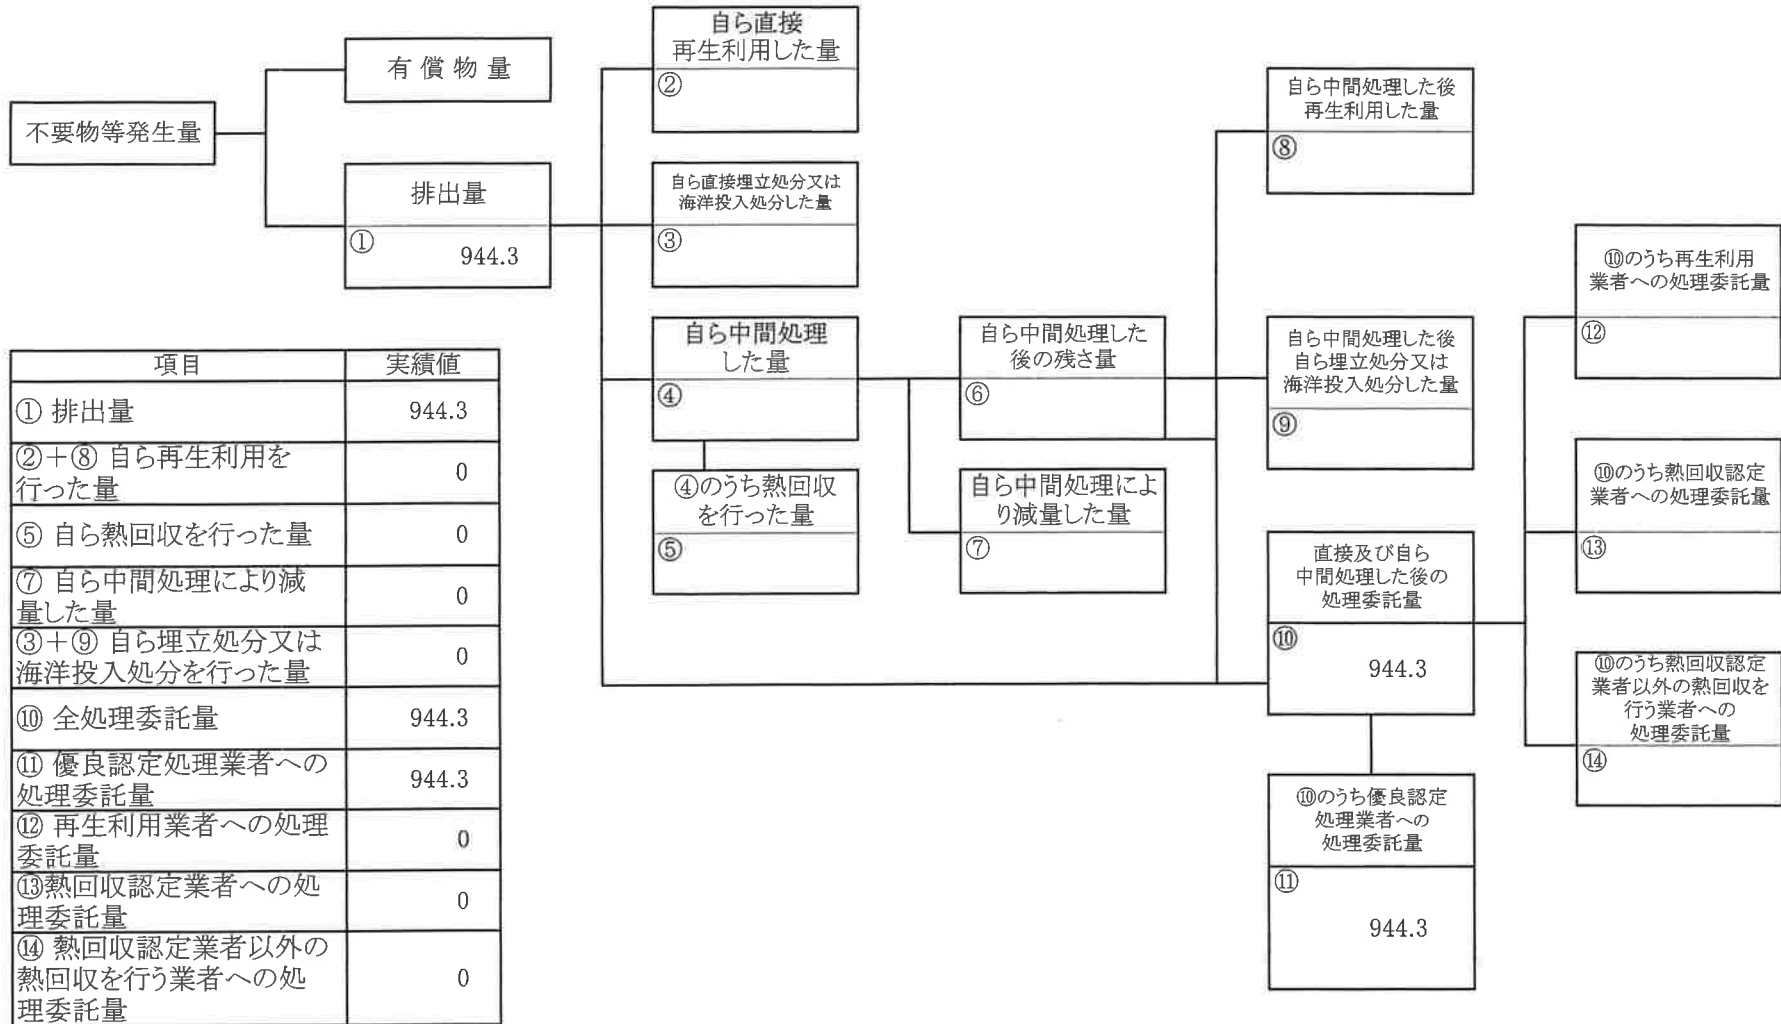 不要物等発生量
有償物量
排出量
①
944.3
自ら直接
再生利用した量
②
自ら直接埋立処分又は
海洋投入処分した量
③
自ら中間処理
した量
④
④のうち熱回収
を行った量
⑤
自ら中間処理した
後の残さ量
⑥
自ら中間処理によ
り減量した量
⑦
自ら中間処理した後
再生利用した量
⑧
自ら中間処理した後
自ら埋立処分又は
海洋投入処分した量
⑨
直接及び自ら
中間処理した後の
処理委託量
⑩
944.3
⑩のうち優良認定
処理業者への
処理委託量
⑪
944.3
⑩のうち再生利用
業者への処理委託量
⑫
⑩のうち熱回収認定
業者への処理委託量
⑬
⑩のうち熱回収認定
業者以外の熱回収を
行う業者への
処理委託量
⑭
項目 実績値
① 排出量 944.3
②＋⑧ 自ら再生利用を
行った量 0
⑤ 自ら熱回収を行った量 0
⑦ 自ら中間処理により減
量した量 0
③＋⑨ 自ら埋立処分又は
海洋投入処分を行った量 0
⑩ 全処理委託量 944.3
⑪ 優良認定処理業者への
処理委託量 944.3
⑫ 再生利用業者への処理
委託量 0
⑬熱回収認定業者への処
理委託量 0
⑭ 熱回収認定業者以外の
熱回収を行う業者への処
理委託量 0